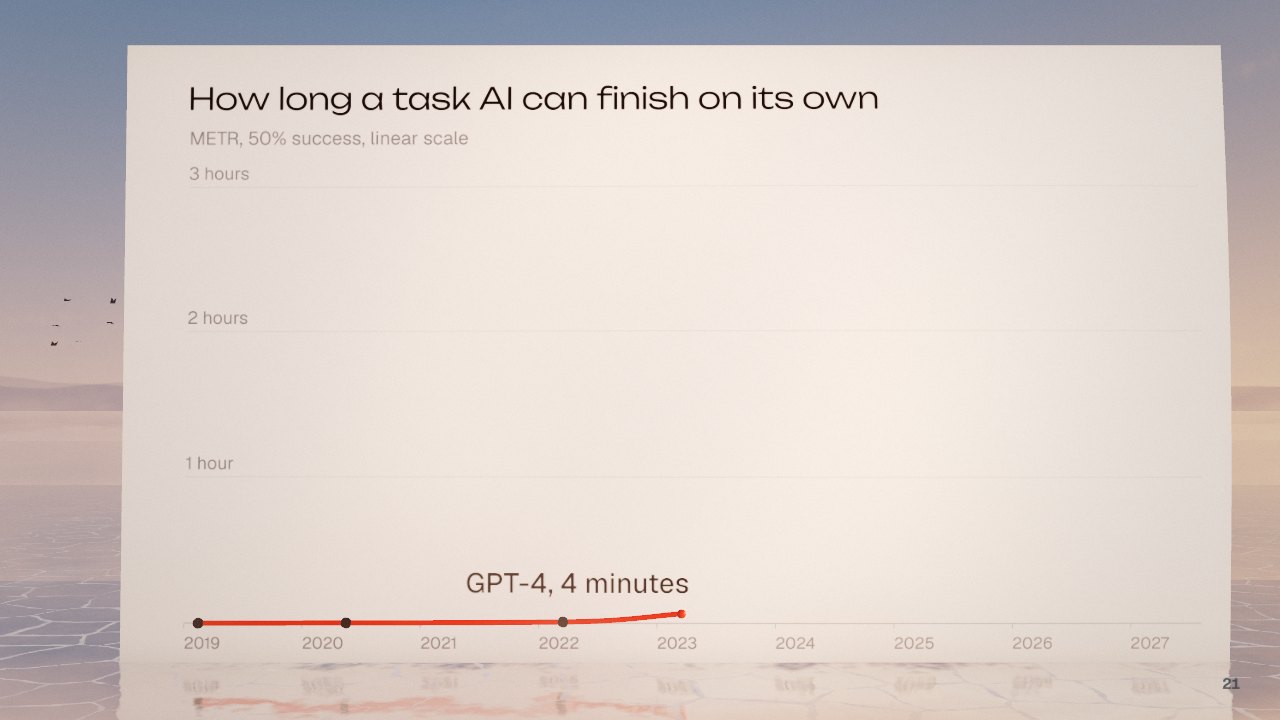 How long a task AI can finish on its own
METR, 50% success, linear scale
3 hours
2 hours
1 hour
GPT-4, 4 minutes
2019 2020 2021 2022 2023 2024 2025 2026 2027
21